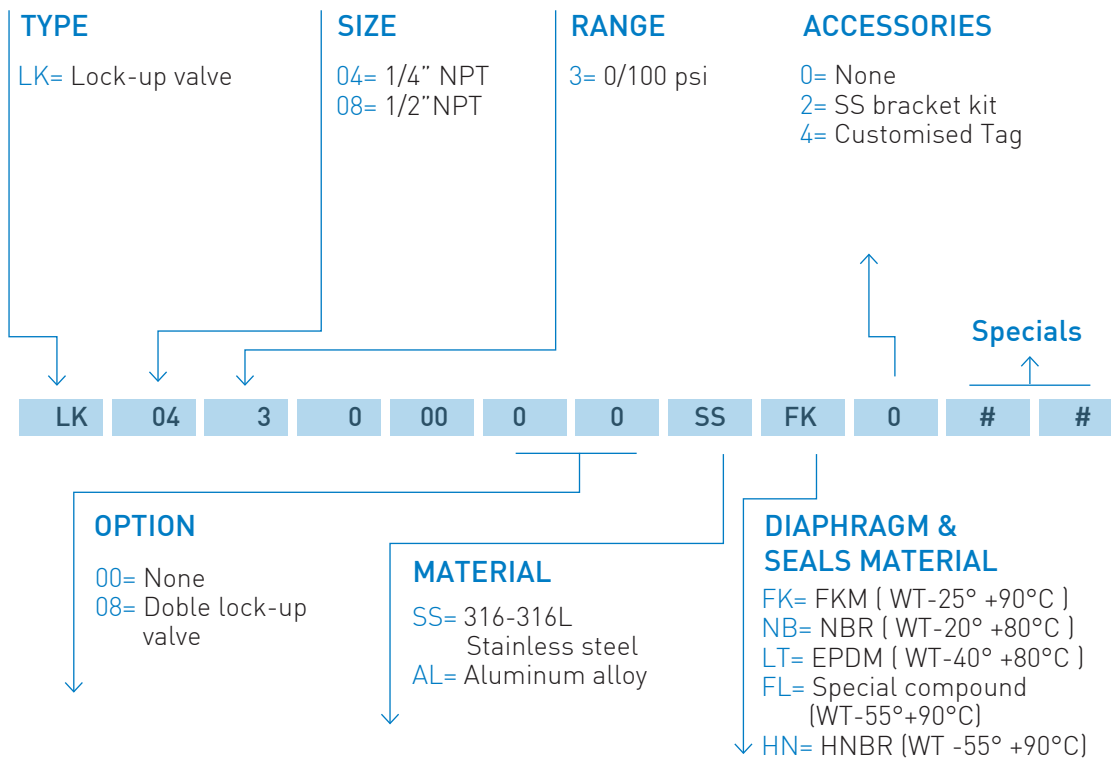 TYPE
LK= Lock-up valve
SIZE
04= 1/4” NPT
08= 1/2”NPT
RANGE
3= 0/100 psi
ACCESSORIES
0= None
2= SS bracket kit
4= Customised Tag
Specials
LK 04 3 0 00 0 0 SS FK 0 # #
OPTION
00= None
08= Doble lock-up
valve
MATERIAL
SS= 316-316L
Stainless steel
AL= Aluminum alloy
DIAPHRAGM &
SEALS MATERIAL
FK= FKM ( WT-25° +90°C )
NB= NBR ( WT-20° +80°C )
LT= EPDM ( WT-40° +80°C )
FL= Special compound
(WT-55°+90°C)
HN= HNBR (WT -55° +90°C)